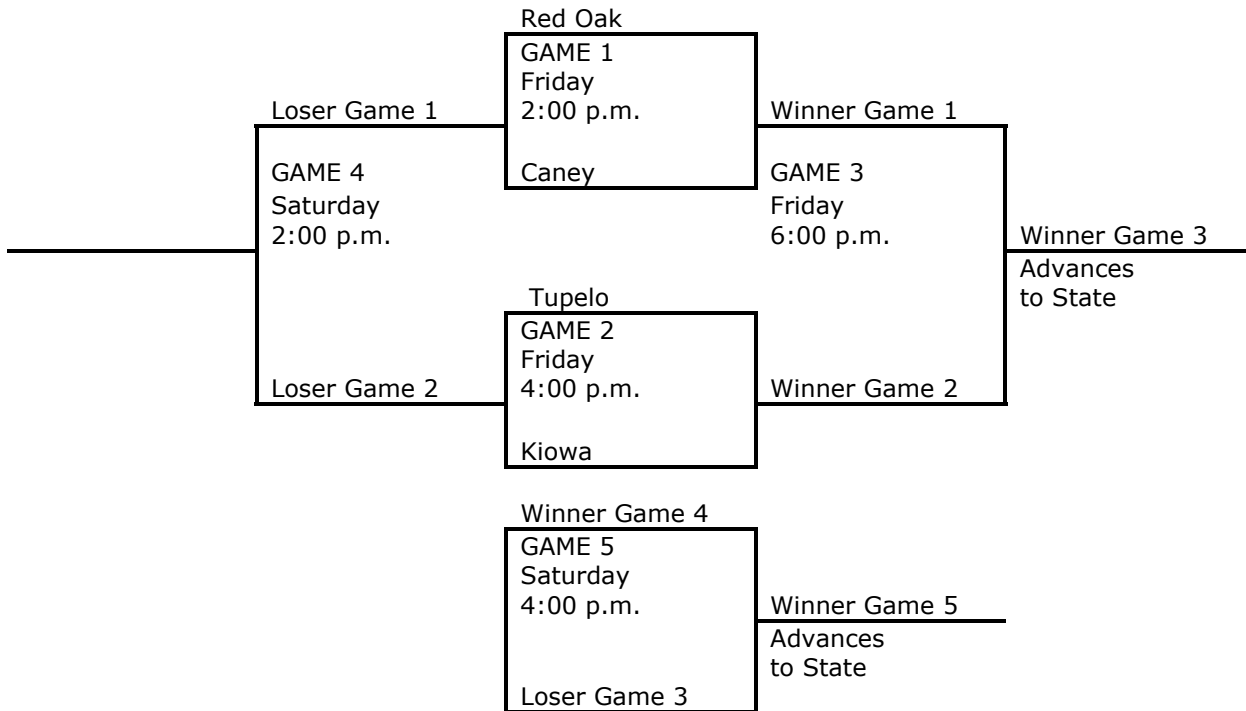 Red Oak
GAME 1
Friday
Loser Game 1
2:00 p.m.
Winner Game 1
GAME 4
Caney
GAME 3
Saturday
Friday
2:00 p.m.
6:00 p.m.
Winner Game 3
Advances
to State
Tupelo
GAME 2
Friday
Loser Game 2
4:00 p.m.
Winner Game 2
Kiowa
Winner Game 4
GAME 5
Saturday
4:00 p.m.
Winner Game 5
Advances
to State
Loser Game 3